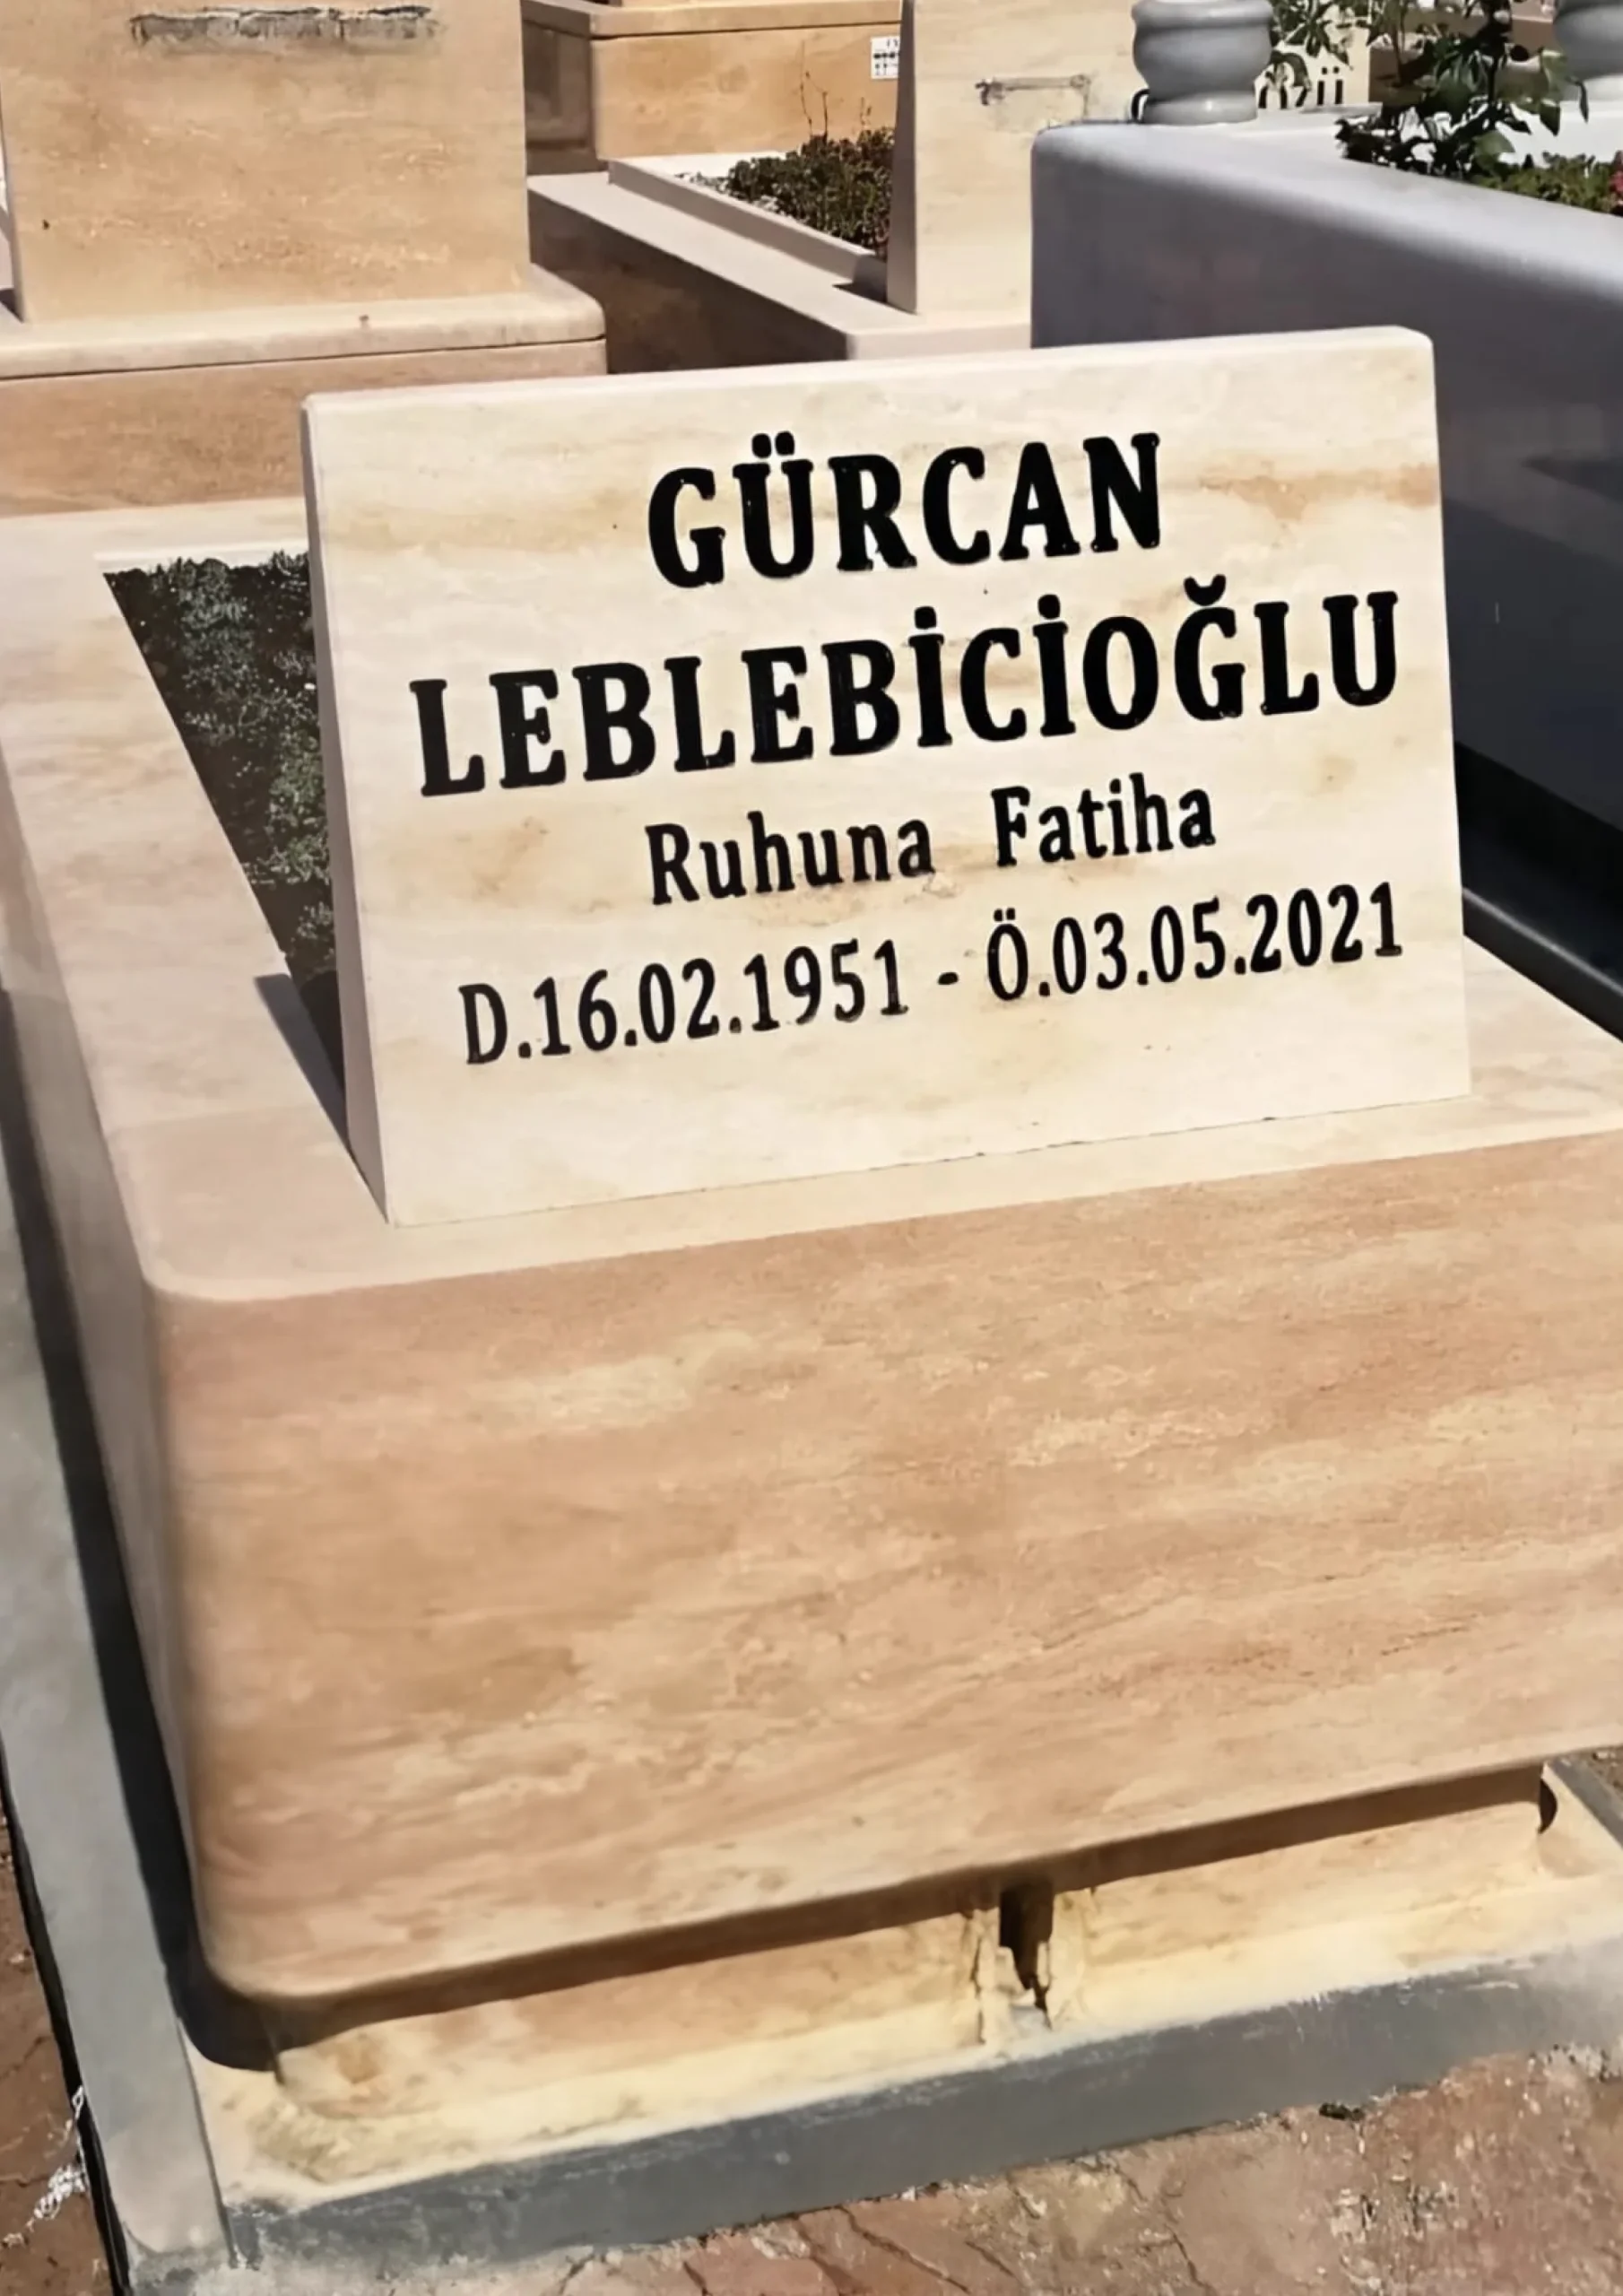 GÜRCAN
LEBLEBİCİOĞLU
Ruhuna Fatiha
D.16.02.1951 - Ö.03.05.2021